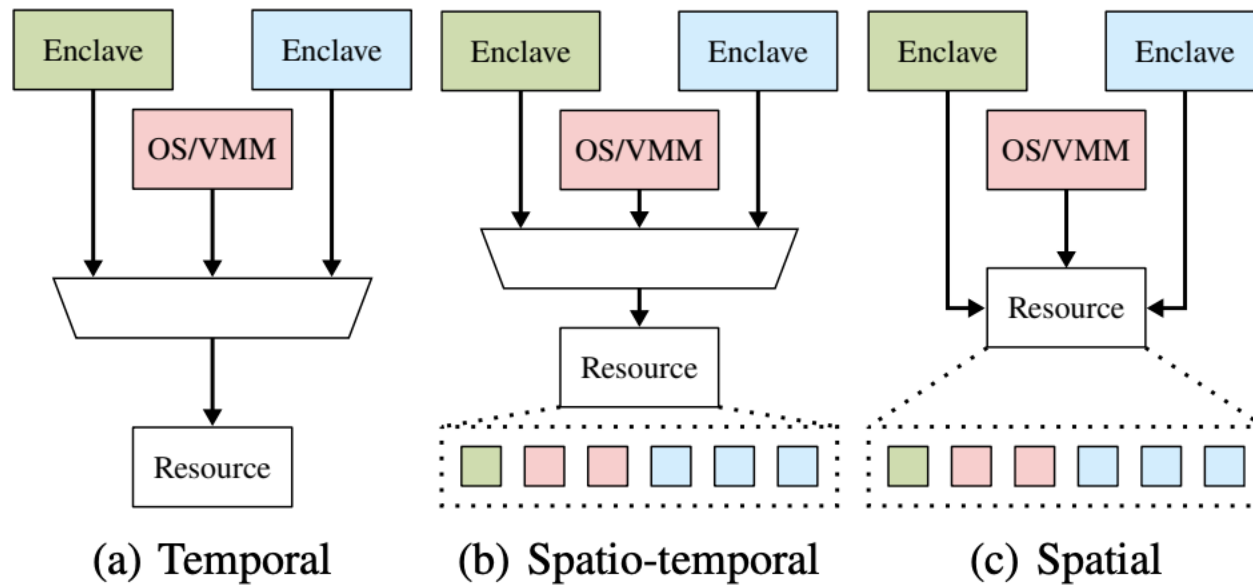 Enclave
Enclave
OS/VMM
Resource
(a) Temporal
Enclave
Enclave
OS/VMM
Resource
(b) Spatio-temporal
Enclave
Enclave
OS/VMM
Resource
(c) Spatial